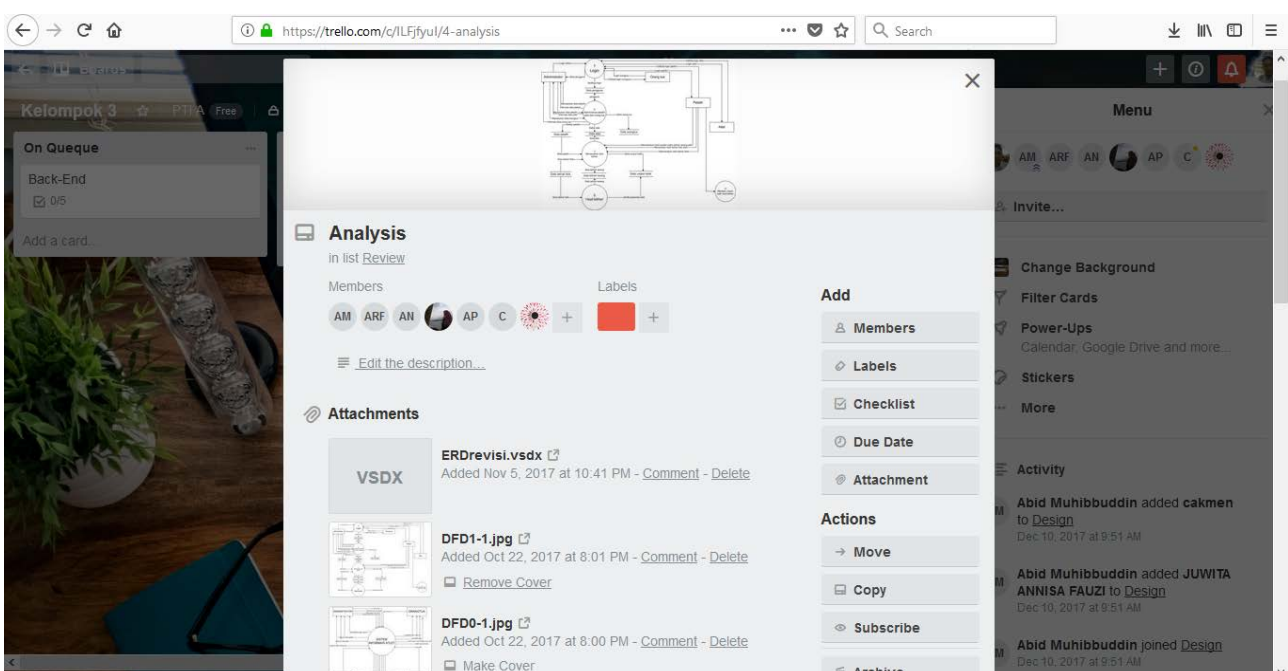 https://trello.com/c/ILFjfyuI/4-analysis
Search
Boards
Kelompok 3
PTFA
Free
On Queque
Back-End
0/5
Add a card...
Analysis
in list Review
Members
Labels
AM ARF AN AP C
Edit the description...
Attachments
VSDX
ERDrevisi.vsdx
Added Nov 5, 2017 at 10:41 PM - Comment - Delete
DFD1-1.jpg
Added Oct 22, 2017 at 8:01 PM - Comment - Delete
Remove Cover
DFD0-1.jpg
Added Oct 22, 2017 at 8:00 PM - Comment - Delete
Make Cover
Add
Members
Labels
Checklist
Due Date
Attachment
Actions
Move
Copy
Subscribe
Archive
Menu
AM ARF AN AP C
Invite...
Change Background
Filter Cards
Power-Ups
Calendar, Google Drive and more...
Stickers
More
Activity
Abid Muhibbuddin added cakmen
to Design
Dec 10, 2017 at 9:51 AM
Abid Muhibbuddin added JUWITA
ANNISA FAUZI to Design
Dec 10, 2017 at 9:51 AM
Abid Muhibbuddin joined Design
Dec 10, 2017 at 9:51 AM